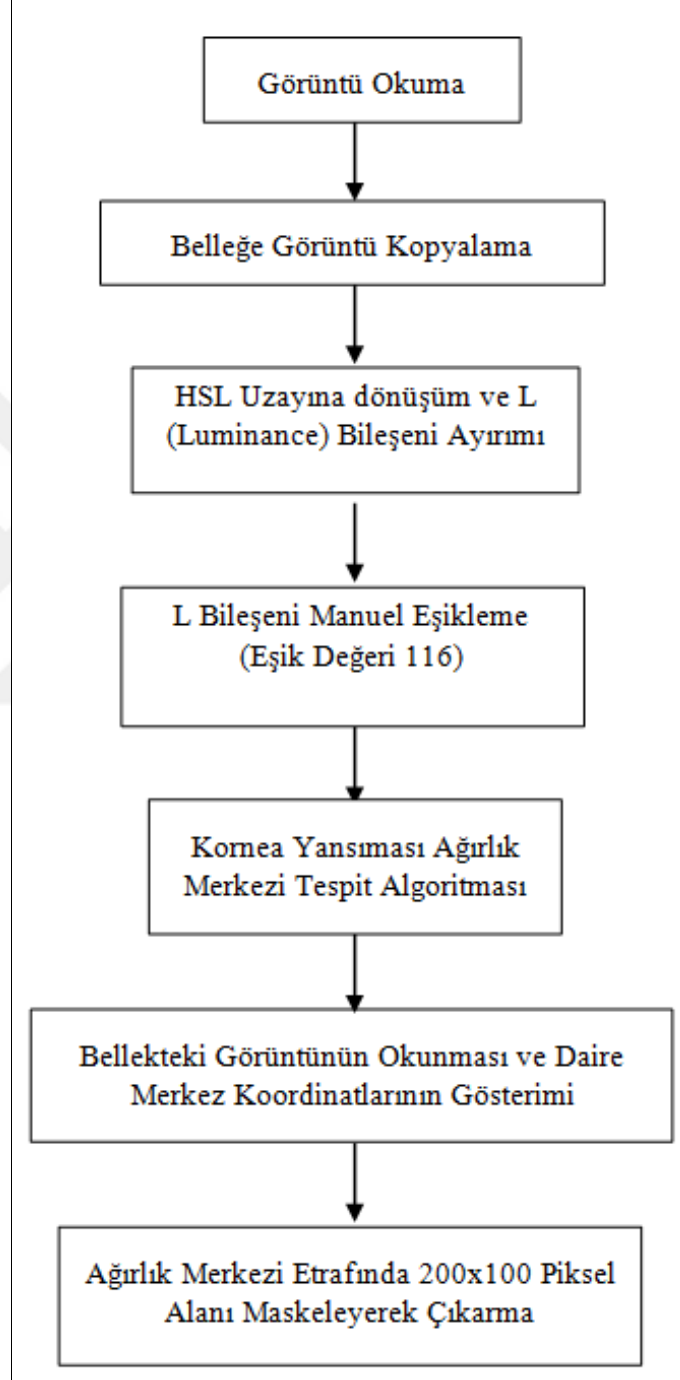 Görüntü Okuma
Belleğe Görüntü Kopyalama
HSL Uzayına dönüşüm ve L
(Luminance) Bileşeni Ayırımı
L Bileşeni Manuel Eşikleme
(Eşik Değeri 116)
Kornea Yansıması Ağırlık
Merkezi Tespit Algoritması
Bellekteki Görüntünün Okunması ve Daire
Merkez Koordinatlarının Gösterimi
Ağırlık Merkezi Etrafında 200x100 Piksel
Alanı Maskeleyerek Çıkarma